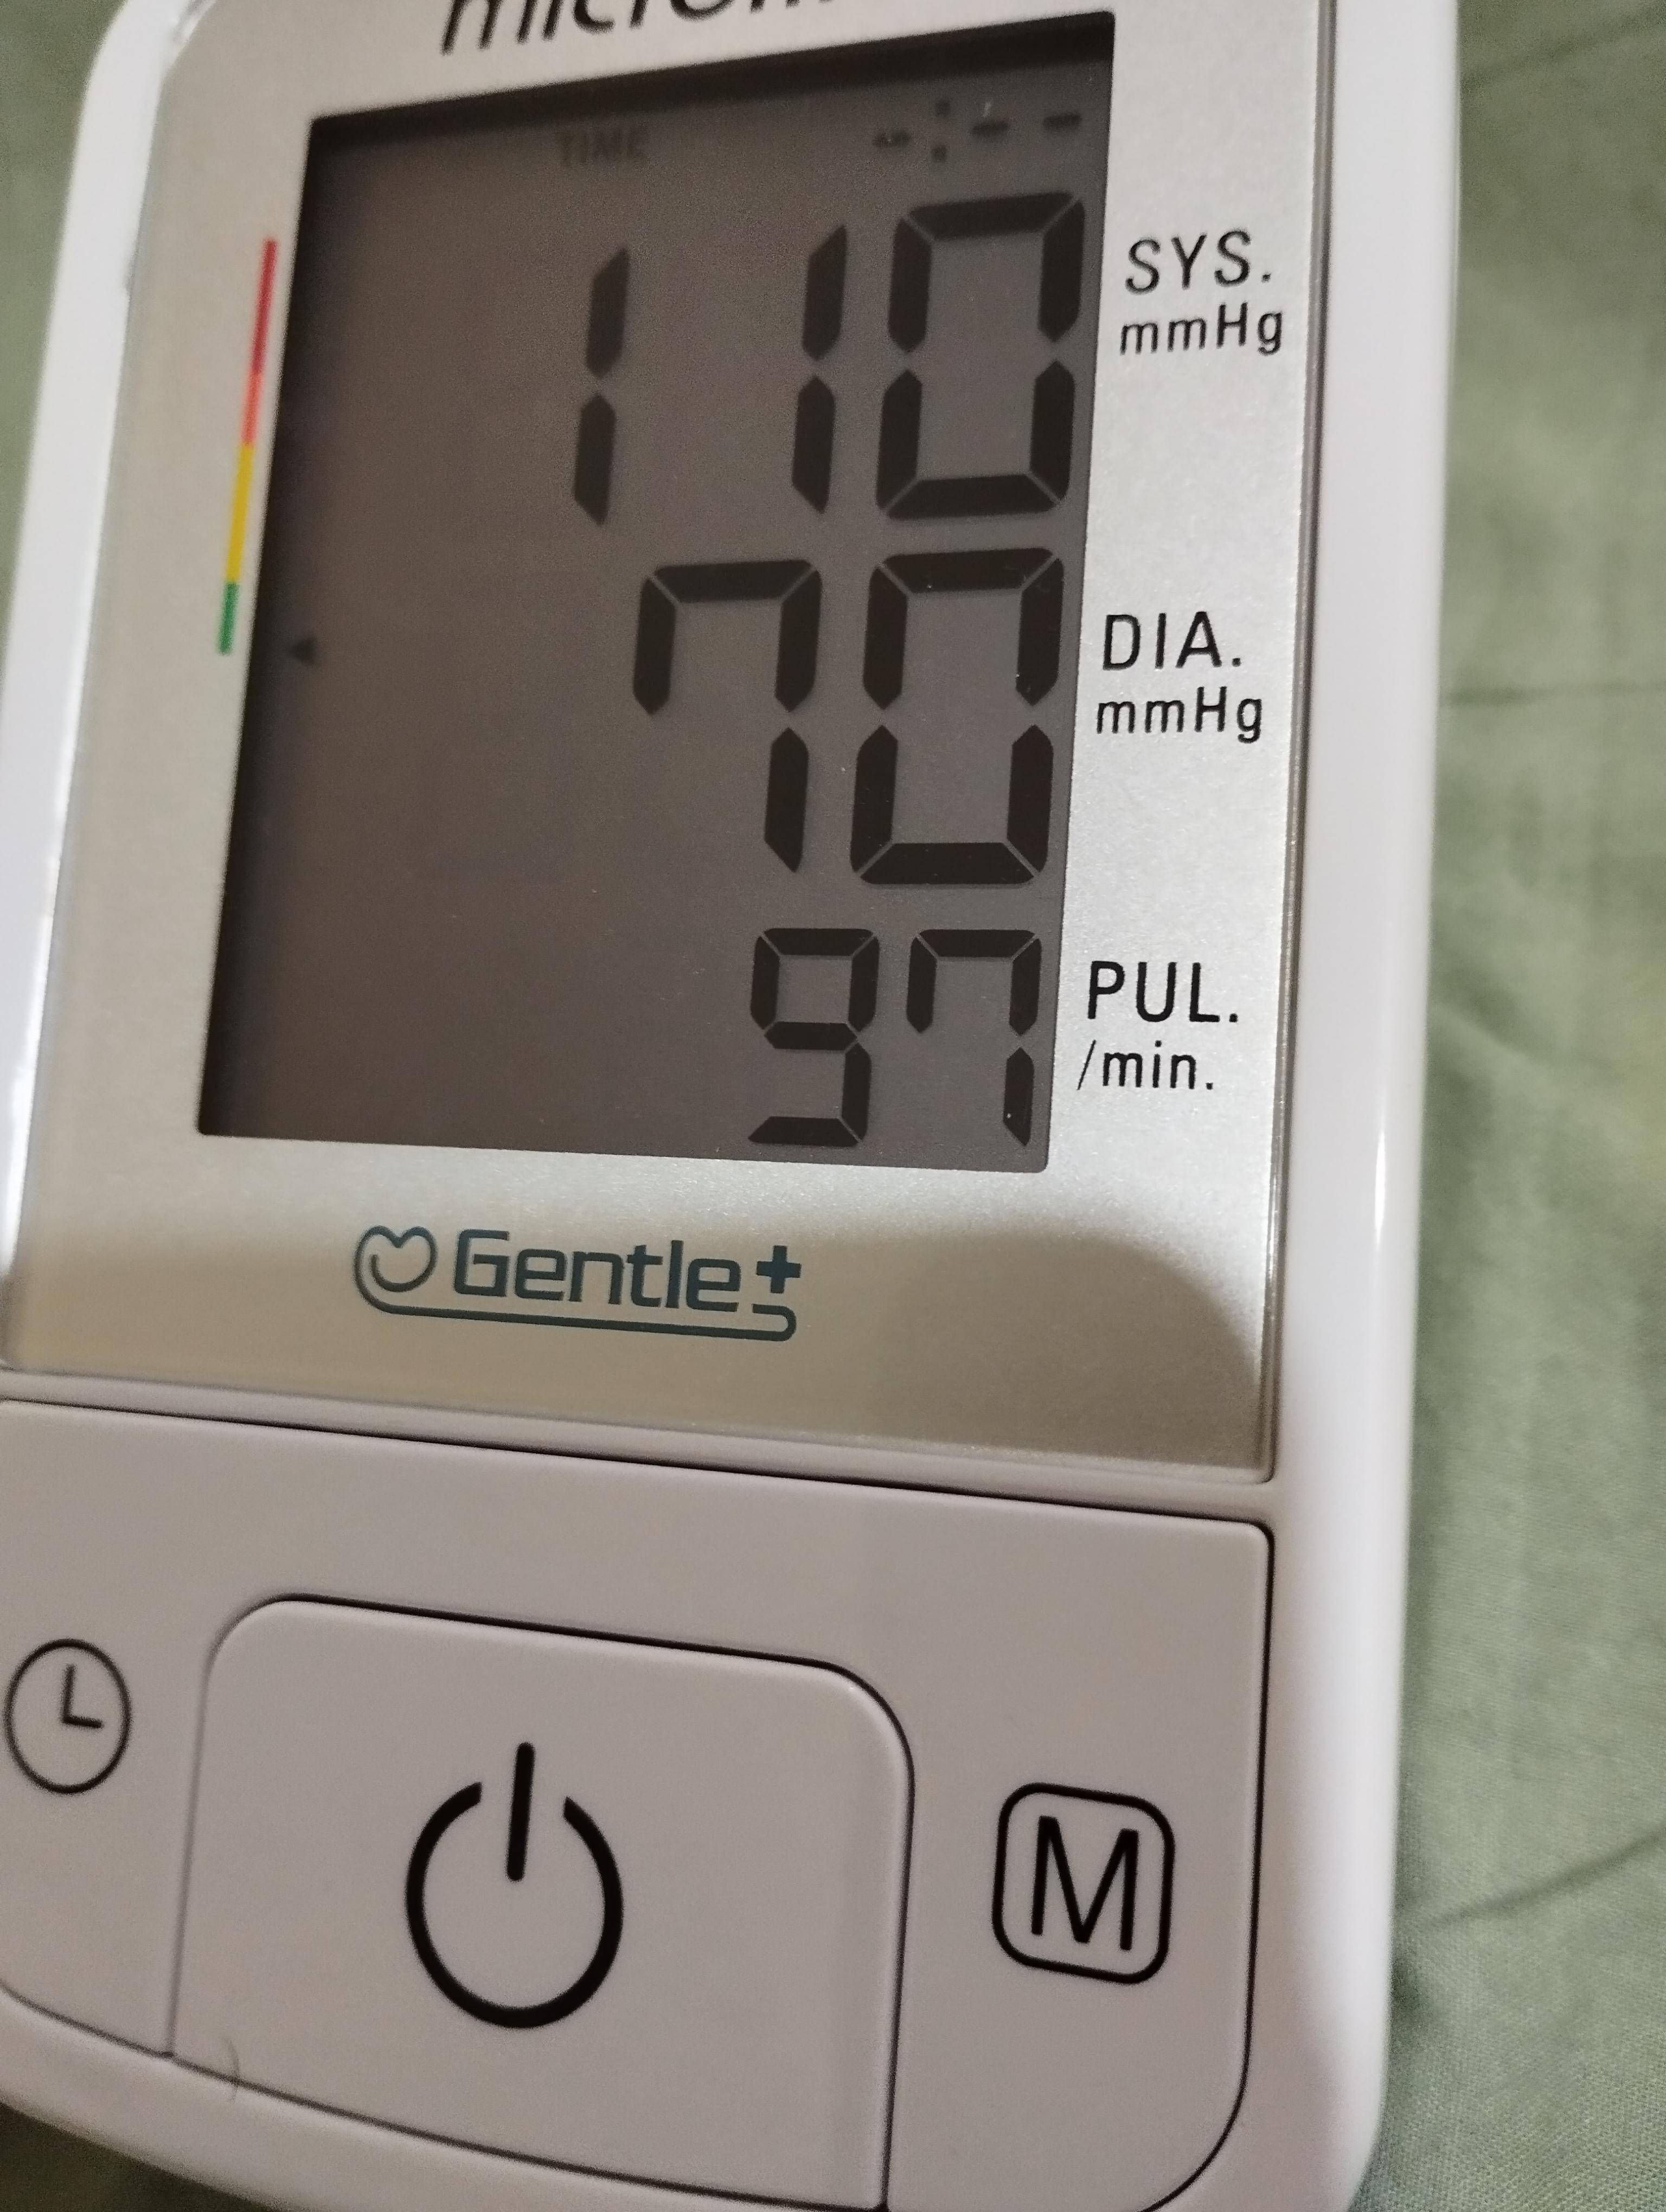 TIME -:--
110 SYS.
mmHg
70 DIA.
mmHg
97 PUL.
/min.
Gentle+
M